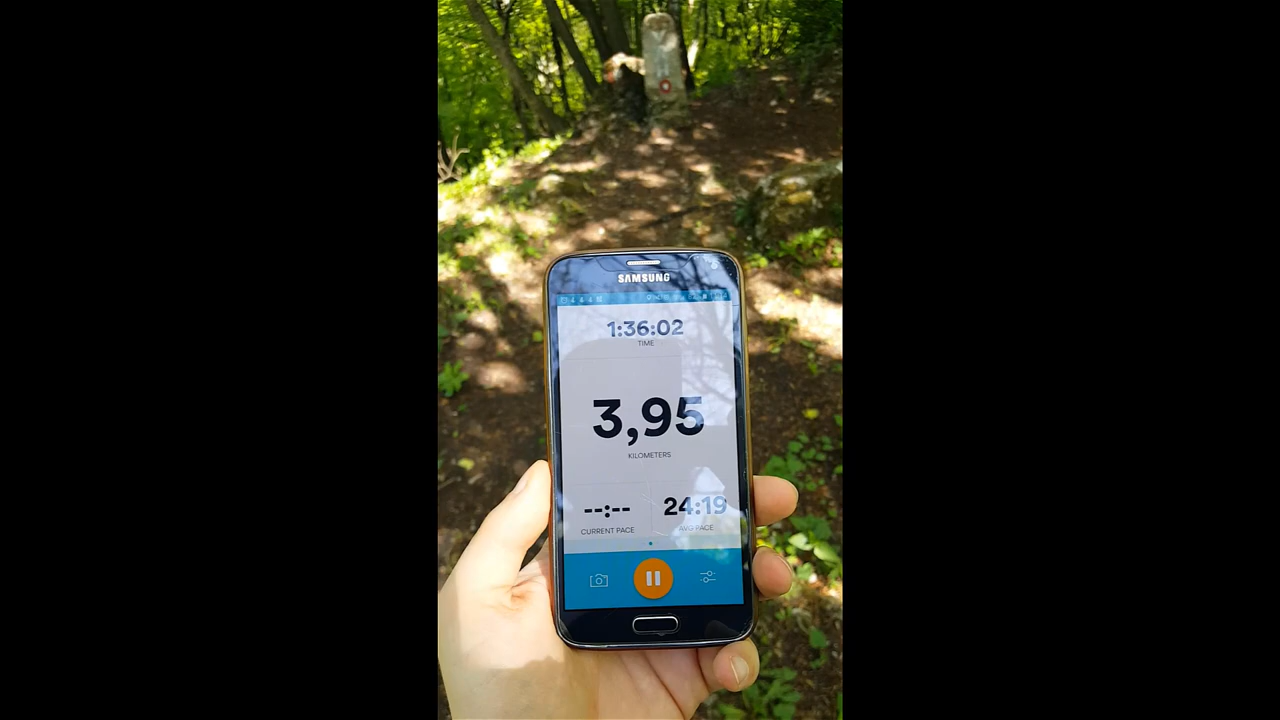 SAMSUNG
1:36:02
TIME
3,95
KILOMETERS
--:--
24:19
CURRENT PACE
AVG PACE